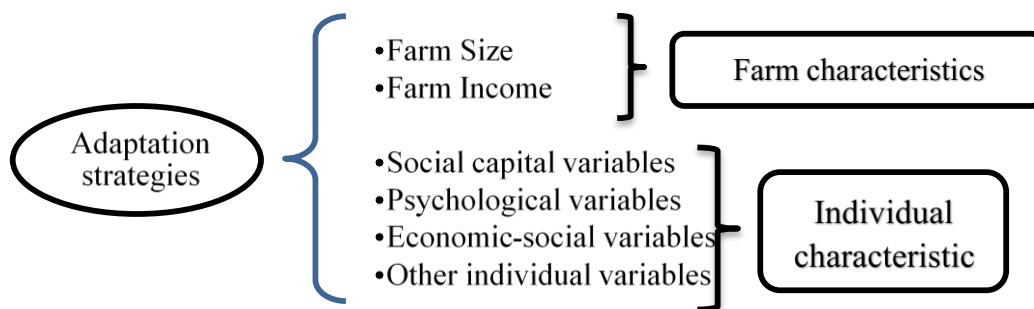 Adaptation
strategies
•Farm Size
•Farm Income
Farm characteristics
•Social capital variables
•Psychological variables
•Economic-social variables
•Other individual variables
Individual
characteristic